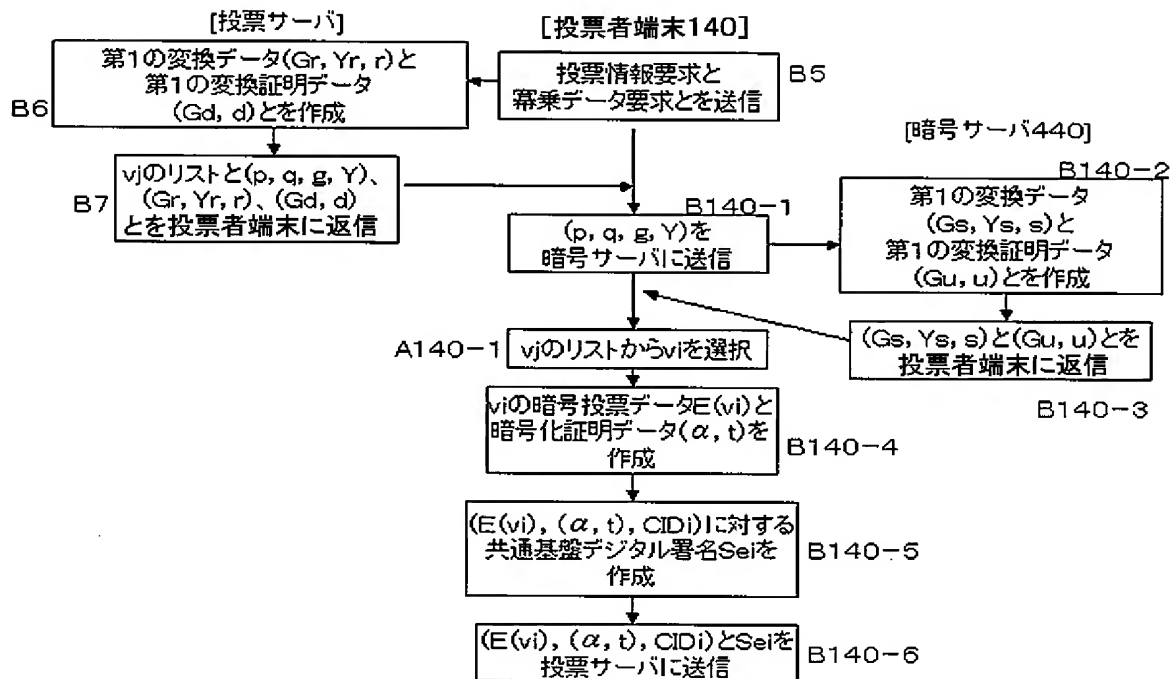 [投票サーバ]
[投票者端末140]
第1の変換データ(Gr, Yr, r)と
第1の変換証明データ
(Gd, d)とを作成
B6
投票情報要求と
冪乗データ要求とを送信
B5
[暗号サーバ440]
vjのリストと(p, q, g, Y)、
(Gr, Yr, r)、(Gd, d)
とを投票者端末に返信
B7
B140-1
(p, q, g, Y)を
暗号サーバに送信
B140-2
第1の変換データ
(Gs, Ys, s)と
第1の変換証明データ
(Gu, u)とを作成
A140-1
vjのリストからviを選択
(Gs, Ys, s)と(Gu, u)とを
投票者端末に返信
B140-3
viの暗号投票データE(vi)と
暗号化証明データ(α, t)を
作成
B140-4
(E(vi), (α, t), CIDi)に対する
共通基盤デジタル署名Seiを
作成
B140-5
(E(vi), (α, t), CIDi)とSeiを
投票サーバに送信
B140-6